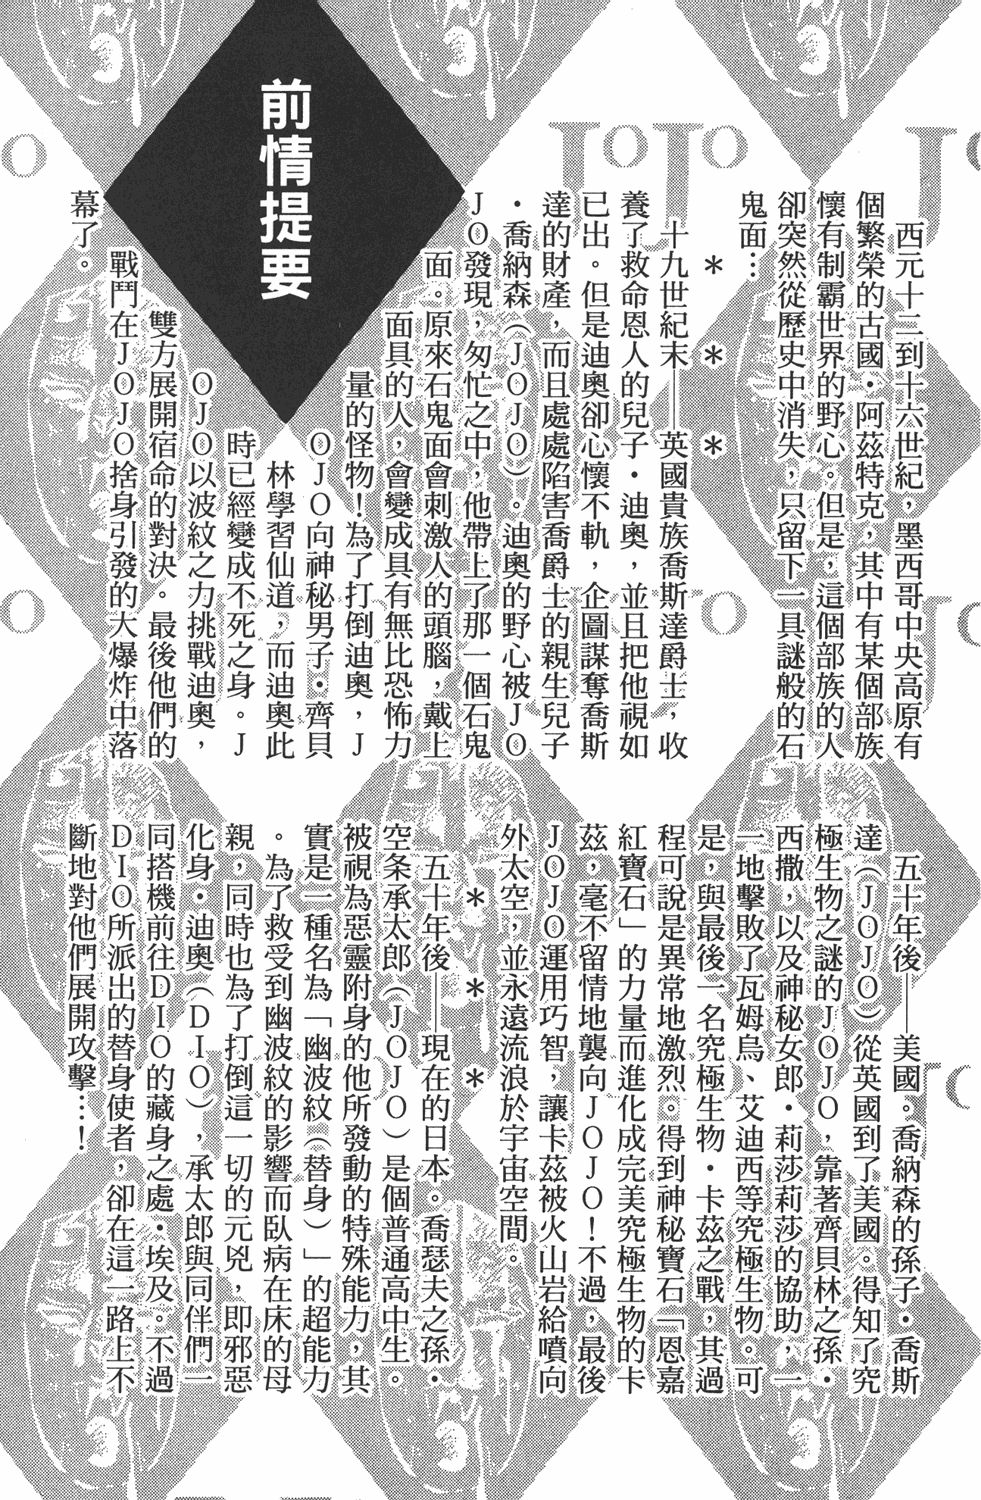 前情提要
西元十二到十六世紀，墨西哥中央高原有
個繁榮的古國・阿茲特克，其中有某個部族
懷有制霸世界的野心。但是，這個部族的人
卻突然從歷史中消失，只留下一具謎般的石
鬼面…
＊　＊　＊
十九世紀末——英國貴族喬斯達爵士，收
養了救命恩人的兒子・迪奧，並且把他視如
已出。但是迪奧卻心懷不軌，企圖謀奪喬斯
達的財產，而且處處陷害喬爵士的親生兒子
・喬納森（ＪＯＪＯ）。迪奧的野心被ＪＯ
ＪＯ發現，匆忙之中，他帶上了那一個石鬼
面。原來石鬼面會刺激人的頭腦，戴上
面具的人，會變成具有無比恐怖力
量的怪物！為了打倒迪奧，Ｊ
ＯＪＯ向神秘男子・齊貝
林學習仙道，而迪奧此
時已經變成不死之身。Ｊ
ＯＪＯ以波紋之力挑戰迪奧，
雙方展開宿命的對決。最後他們的
戰鬥在ＪＯＪＯ捨身引發的大爆炸中落
幕了。
五十年後——美國。喬納森的孫子・喬斯
達（ＪＯＪＯ）從英國到了美國。得知了究
極生物之謎的ＪＯＪＯ，靠著齊貝林之孫・
西撒，以及神秘女郎・莉莎莉莎的協助，一
一地擊敗了瓦姆烏、艾迪西等究極生物。可
是，與最後一名究極生物・卡茲之戰，其過
程可說是異常地激烈。得到神秘寶石「恩嘉
紅寶石」的力量而進化成完美究極生物的卡
茲，毫不留情地襲向ＪＯＪＯ！不過，最後
ＪＯＪＯ運用巧智，讓卡茲被火山岩給噴向
外太空，並永遠流浪於宇宙空間。
＊　＊　＊
五十年後——現在的日本。喬瑟夫之孫・
空条承太郎（ＪＯＪＯ）是個普通高中生。
被視為惡靈附身的他所發動的特殊能力，其
實是一種名為「幽波紋（替身）」的超能力
。為了救受到幽波紋的影響而臥病在床的母
親，同時也為了打倒這一切的元兇，即邪惡
化身・迪奧（ＤＩＯ），承太郎與同伴們一
同搭機前往ＤＩＯ的藏身之處・埃及。不過
ＤＩＯ所派出的替身使者，卻在這一路上不
斷地對他們展開攻擊…！